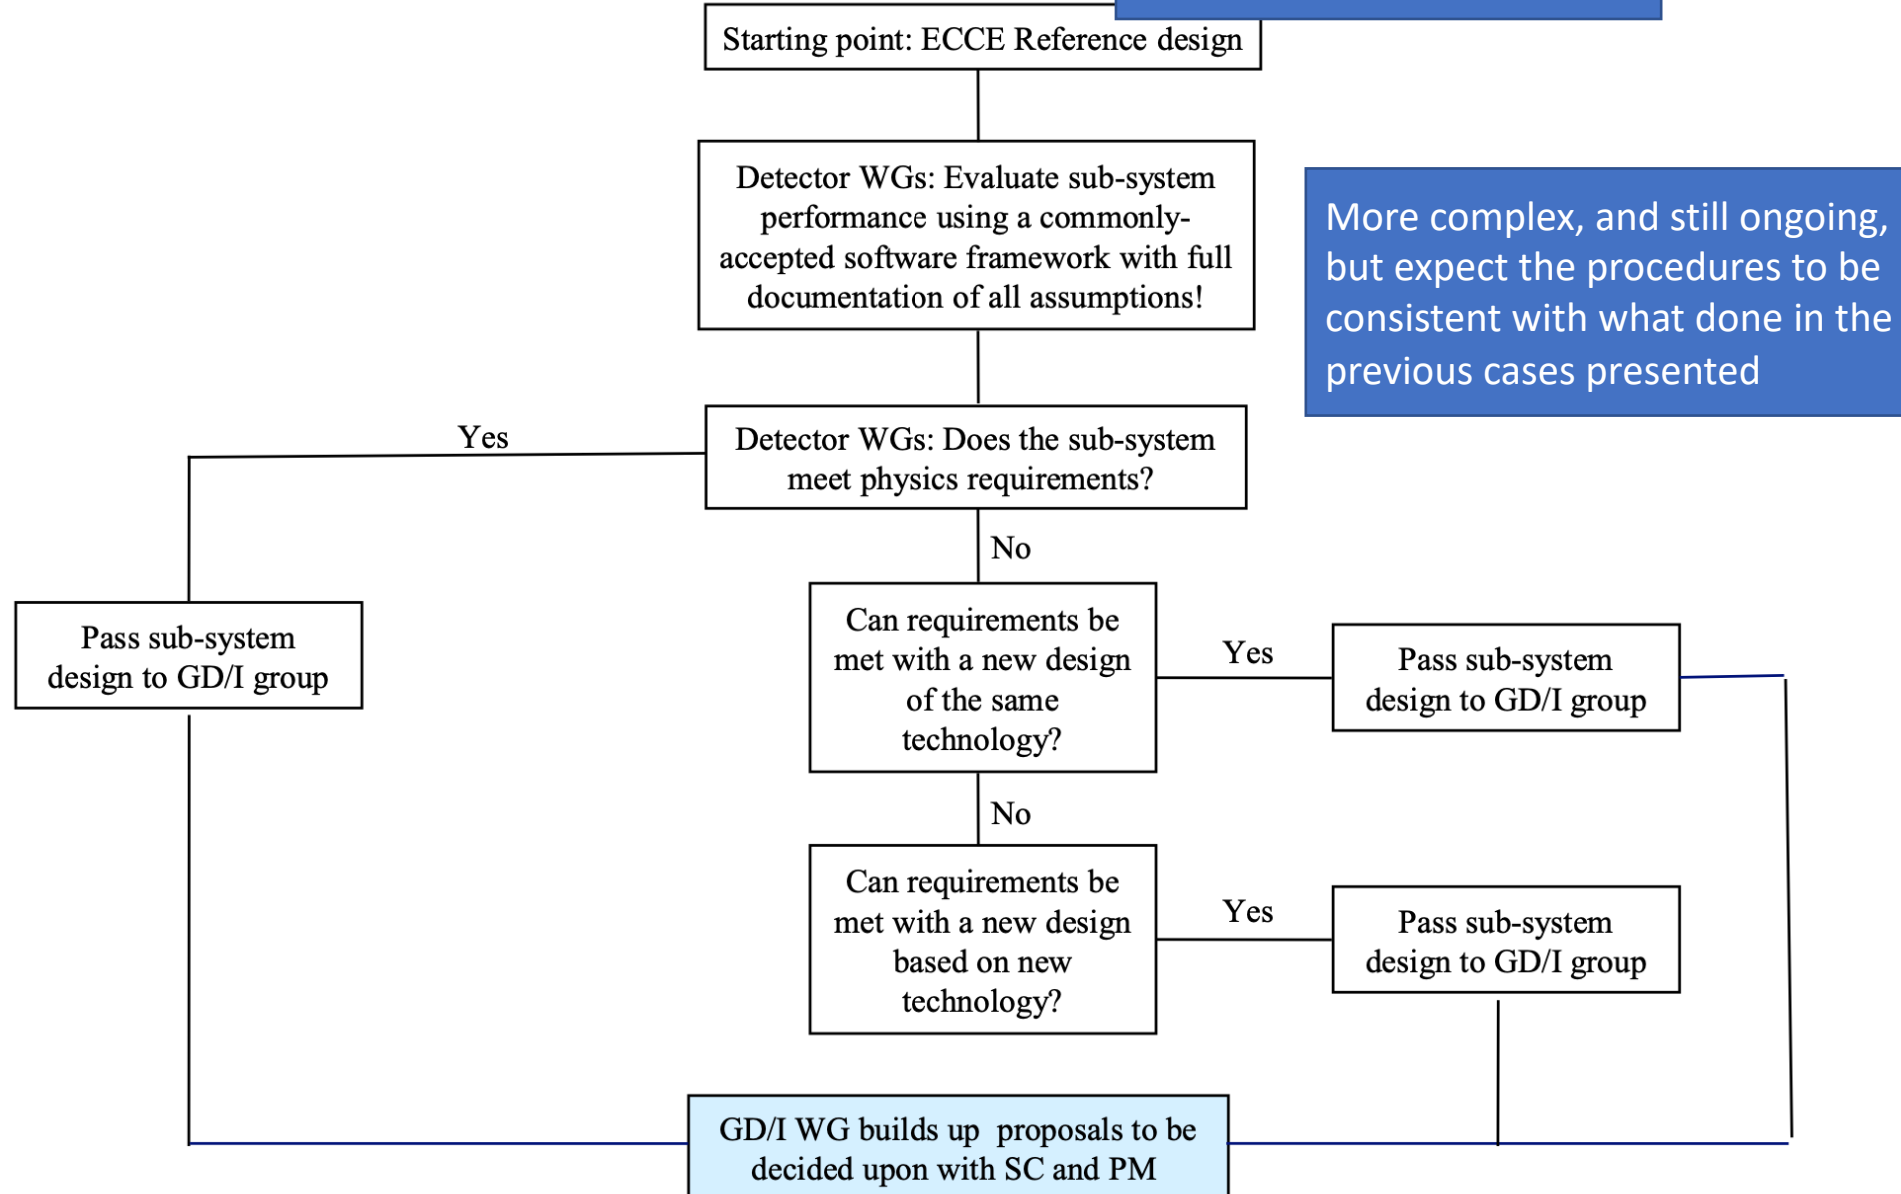 Starting point: ECCE Reference design
Detector WGs: Evaluate sub-system
performance using a commonly-
accepted software framework with full
documentation of all assumptions!
More complex, and still ongoing,
but expect the procedures to be
consistent with what done in the
previous cases presented
Yes
Detector WGs: Does the sub-system
meet physics requirements?
No
Pass sub-system
design to GD/I group
Can requirements be
met with a new design
of the same
technology?
Yes
Pass sub-system
design to GD/I group
No
Can requirements be
met with a new design
based on new
technology?
Yes
Pass sub-system
design to GD/I group
GD/I WG builds up  proposals to be
decided upon with SC and PM